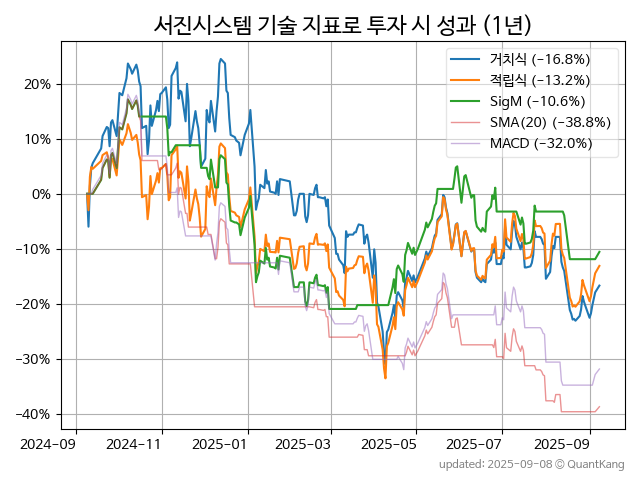 서진시스템 기술 지표로 투자 시 성과 (1년)
거치식 (−16.8%)
적립식 (−13.2%)
SigM (−10.6%)
SMA(20) (−38.8%)
MACD (−32.0%)
20%
10%
0%
−10%
−20%
−30%
−40%
2024-09 2024-11 2025-01 2025-03 2025-05 2025-07 2025-09
updated: 2025-09-08 ⓒ QuantKang